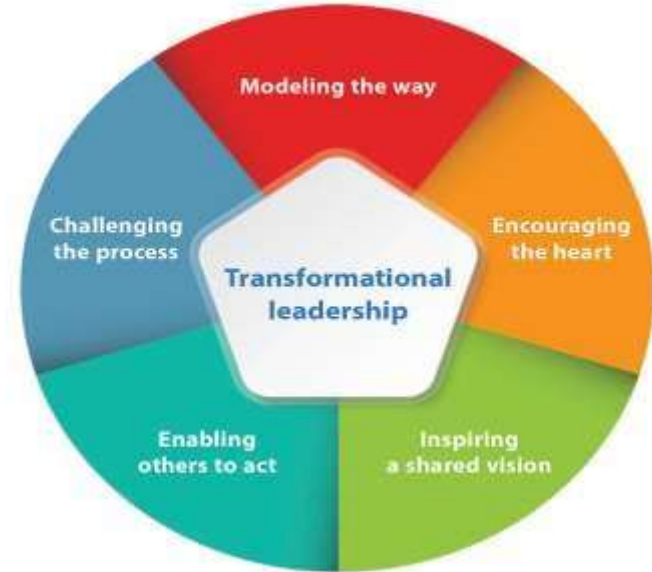 Modeling the way
Encouraging
the heart
Inspiring
a shared vision
Enabling
others to act
Challenging
the process
Transformational
leadership